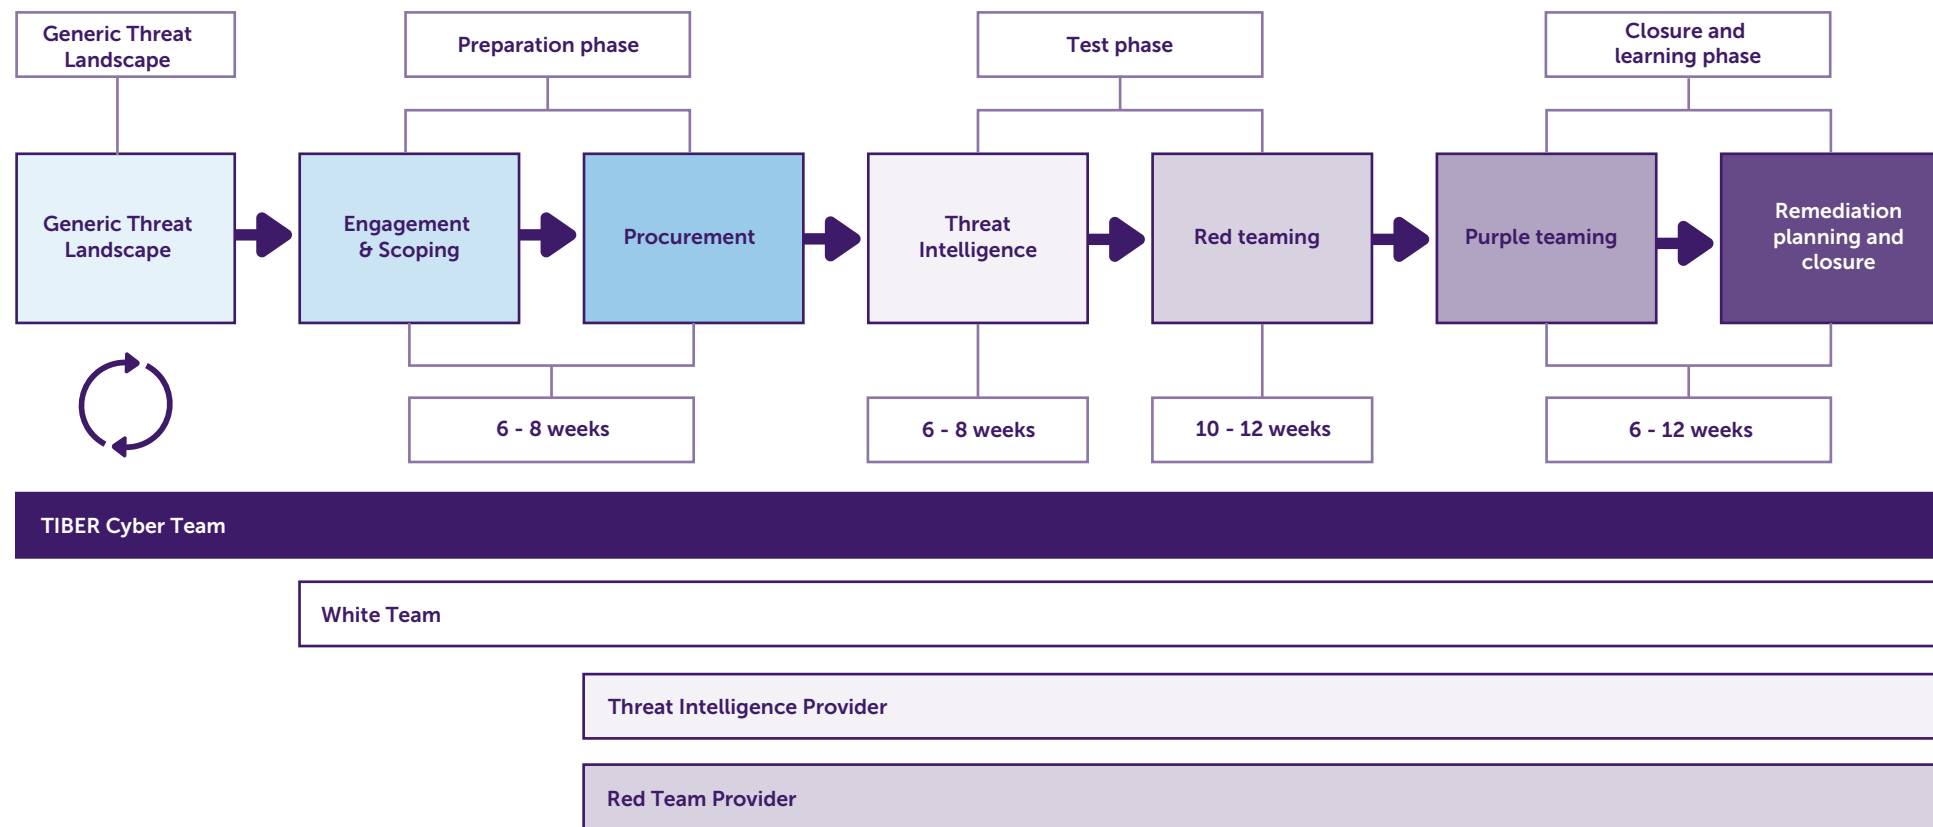 Generic Threat
Landscape
Preparation phase
Test phase
Closure and
learning phase
Generic Threat
Landscape
Engagement
& Scoping
Procurement
Threat
Intelligence
Red teaming
Purple teaming
Remediation
planning and
closure
6 - 8 weeks
6 - 8 weeks
10 - 12 weeks
6 - 12 weeks
TIBER Cyber Team
White Team
Threat Intelligence Provider
Red Team Provider